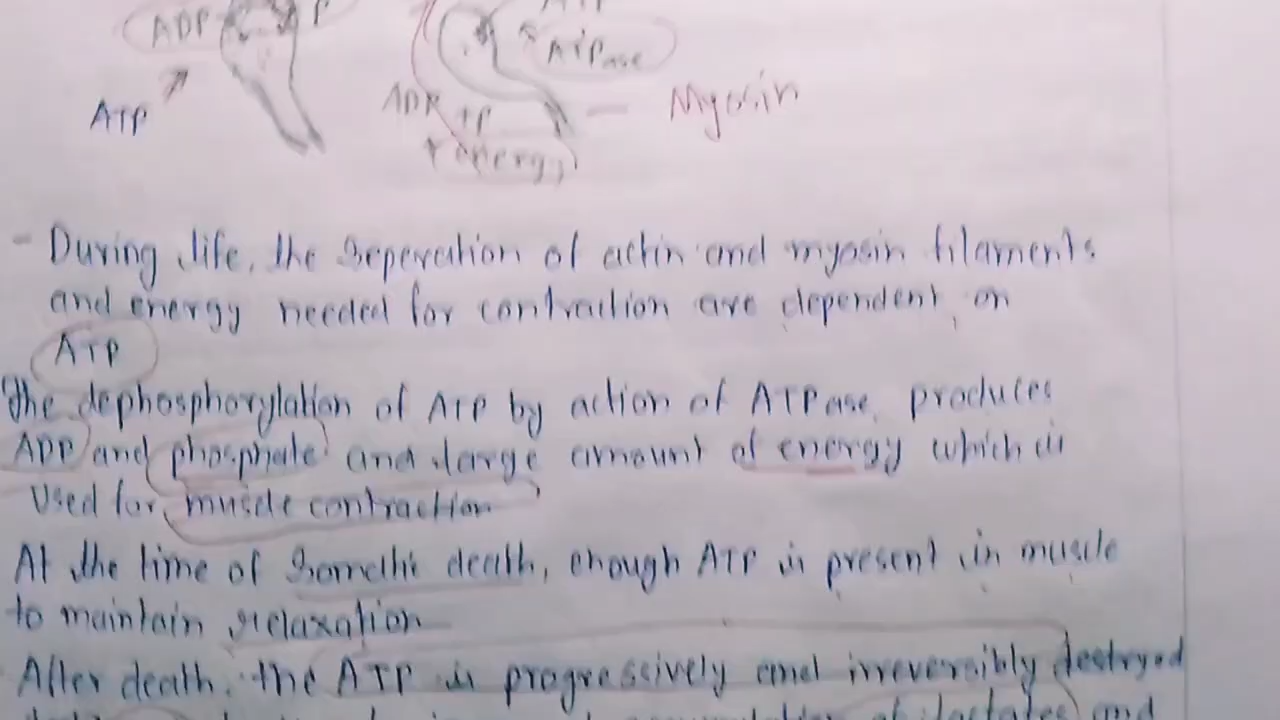 ADP P
ATP
ATPase
ADP + P
+ energy
Myosin
- During life, the seperation of actin and myosin filaments
and energy needed for contraction are dependent on
ATP
The dephosphorylation of ATP by action of ATPase produces
ADP and phosphate and large amount of energy which is
used for muscle contraction
At the time of Somatic death, enough ATP is present in muscle
to maintain relaxation
After death, the ATP is progressively and irreversibly destroyed
of lactates and